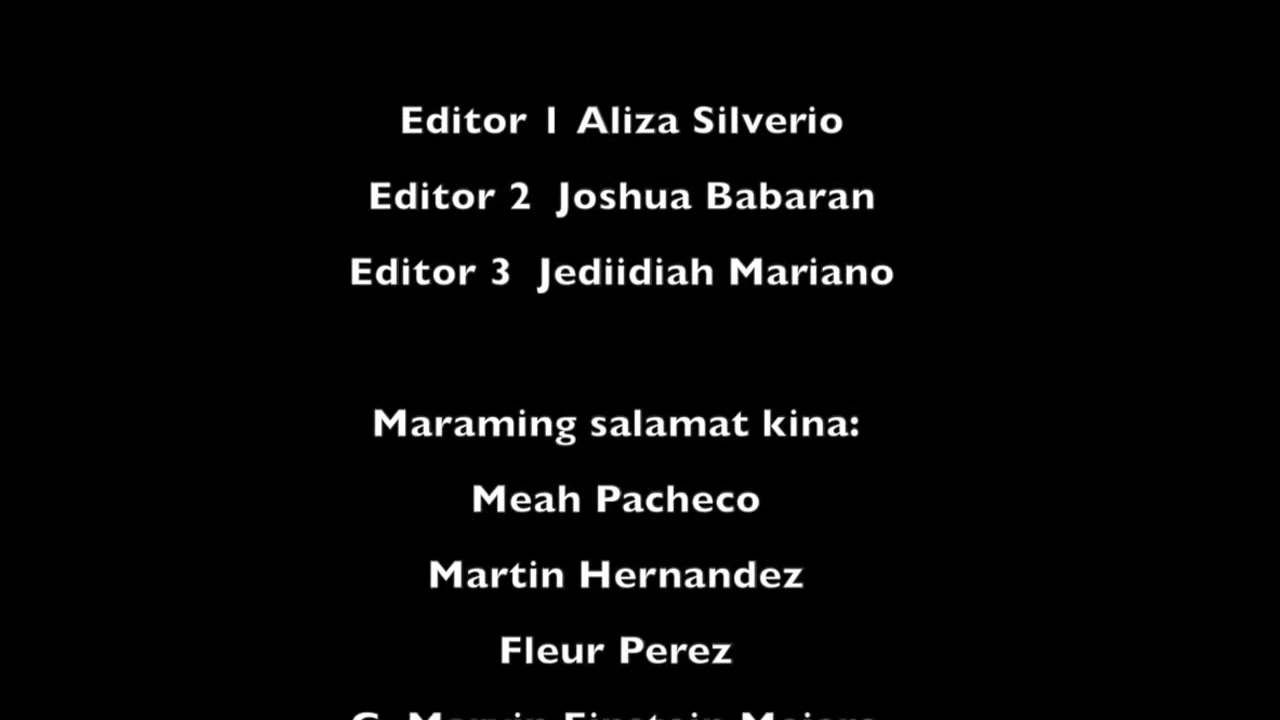 Editor 1 Aliza Silverio
Editor 2 Joshua Babaran
Editor 3 Jediidiah Mariano
Maraming salamat kina:
Meah Pacheco
Martin Hernandez
Fleur Perez